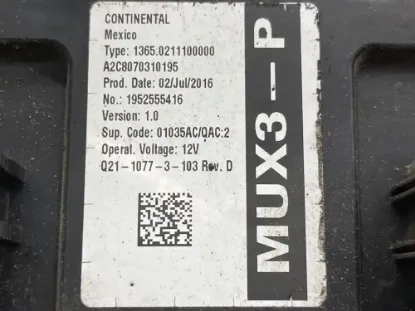 CONTINENTAL
Mexico
Type: 1365.0211100000
A2C8070310195
Prod. Date: 02/Jul/2016
No.: 1952555416
Version: 1.0
Sup. Code: 01035AC/QAC:2
Operat. Voltage: 12V
Q21-1077-3-103 Rev. D
MUX3-P